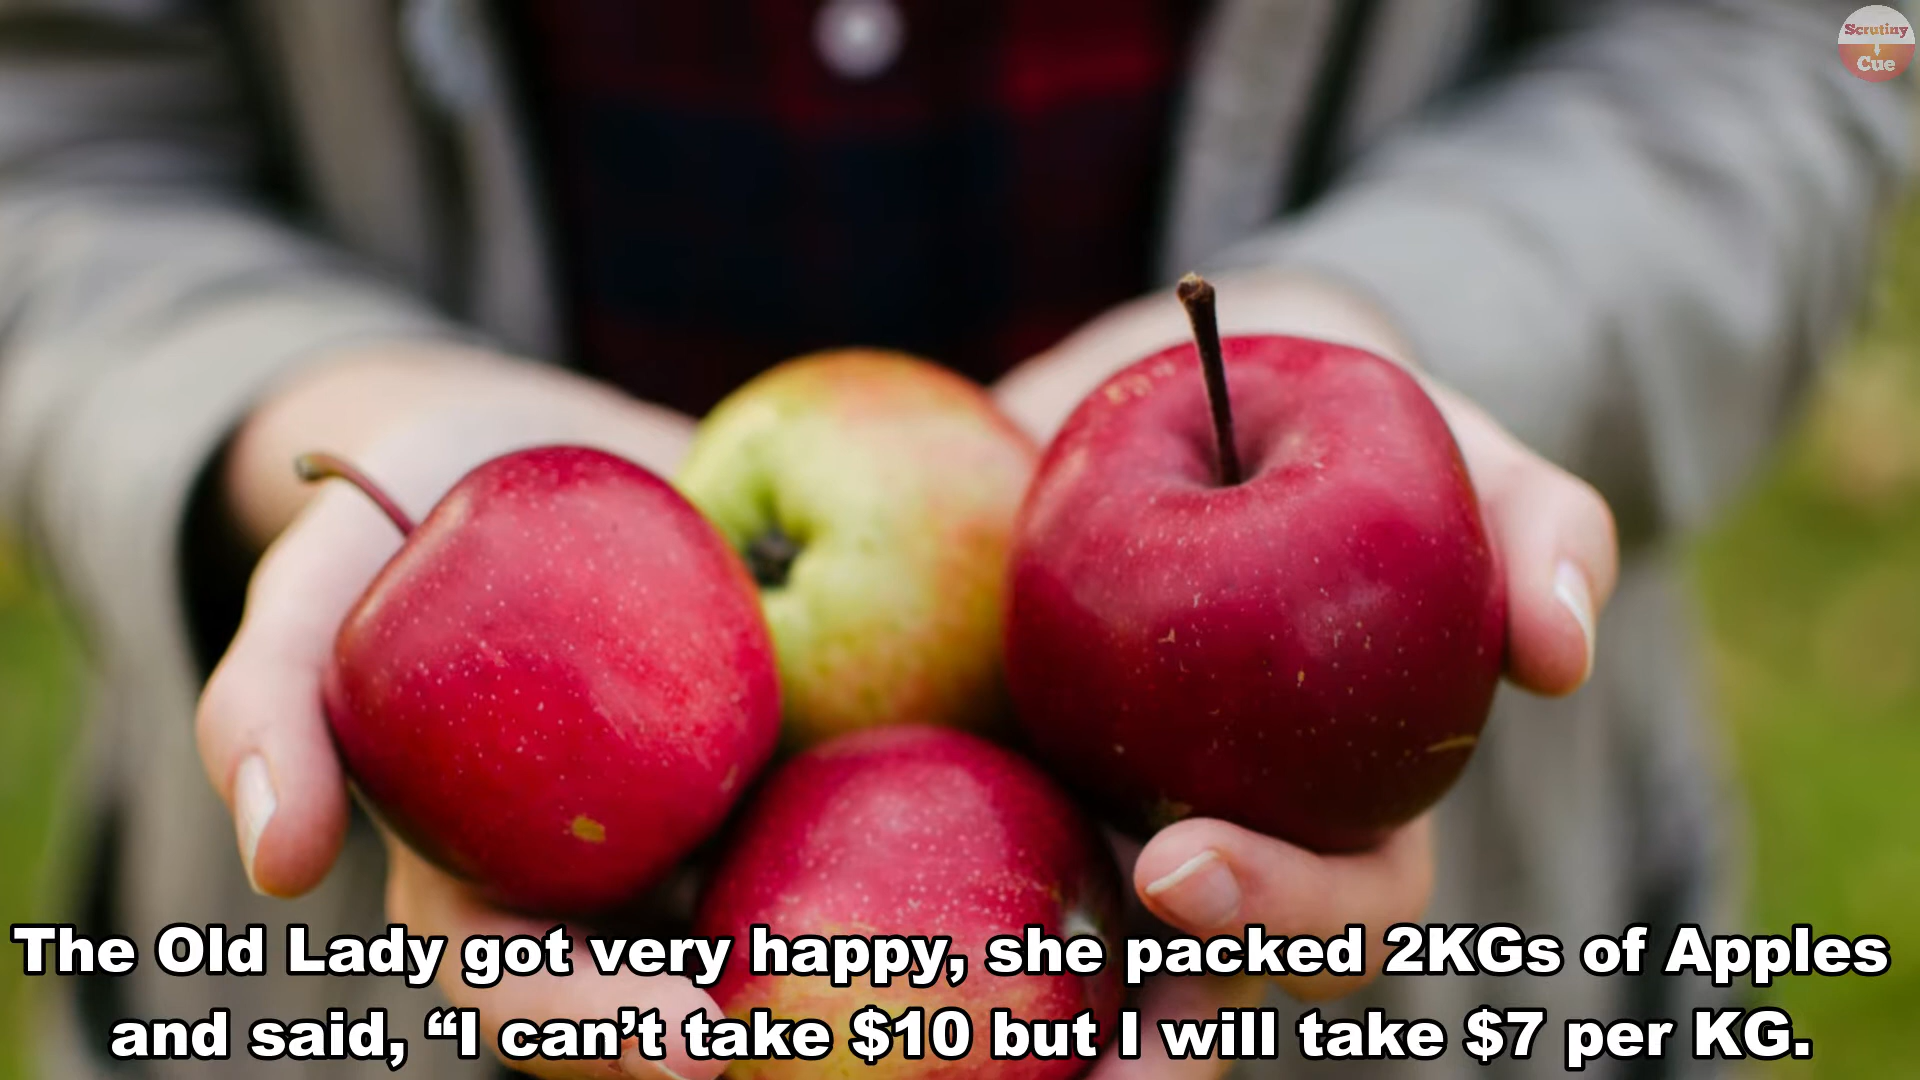 Scrutiny
Cue
The Old Lady got very happy, she packed 2KGs of Apples
and said, “I can’t take $10 but I will take $7 per KG.